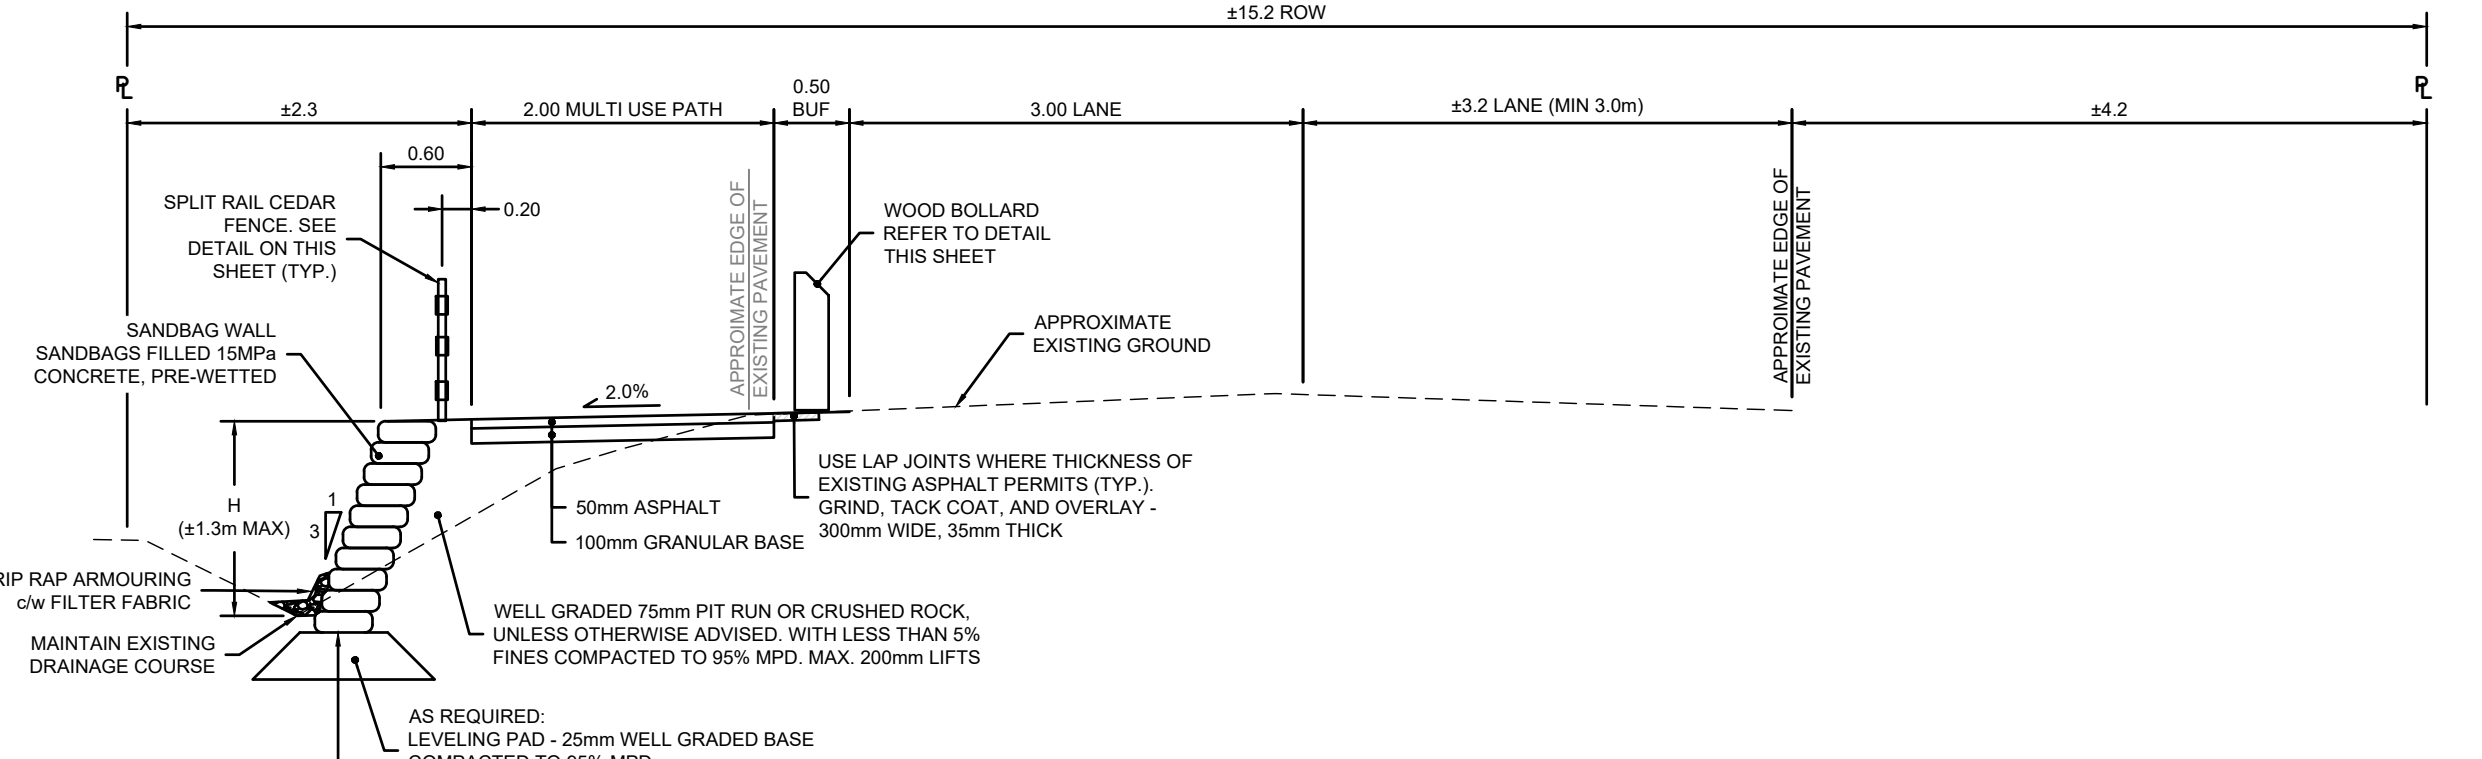 ±15.2 ROW
℄
℄
±2.3
2.00 MULTI USE PATH
0.50
BUF
3.00 LANE
±3.2 LANE (MIN 3.0m)
±4.2
0.60
0.20
SPLIT RAIL CEDAR
FENCE. SEE
DETAIL ON THIS
SHEET (TYP.)
APPROIMATE EDGE OF
EXISTING PAVEMENT
WOOD BOLLARD
REFER TO DETAIL
THIS SHEET
APPROIMATE EDGE OF
EXISTING PAVEMENT
SANDBAG WALL
SANDBAGS FILLED 15MPa
CONCRETE, PRE-WETTED
APPROXIMATE
EXISTING GROUND
2.0%
H
(±1.3m MAX)
1
3
50mm ASPHALT
100mm GRANULAR BASE
USE LAP JOINTS WHERE THICKNESS OF
EXISTING ASPHALT PERMITS (TYP.).
GRIND, TACK COAT, AND OVERLAY -
300mm WIDE, 35mm THICK
RIP RAP ARMOURING
c/w FILTER FABRIC
MAINTAIN EXISTING
DRAINAGE COURSE
WELL GRADED 75mm PIT RUN OR CRUSHED ROCK,
UNLESS OTHERWISE ADVISED. WITH LESS THAN 5%
FINES COMPACTED TO 95% MPD. MAX. 200mm LIFTS
AS REQUIRED:
LEVELING PAD - 25mm WELL GRADED BASE
COMPACTED TO 95% MPD